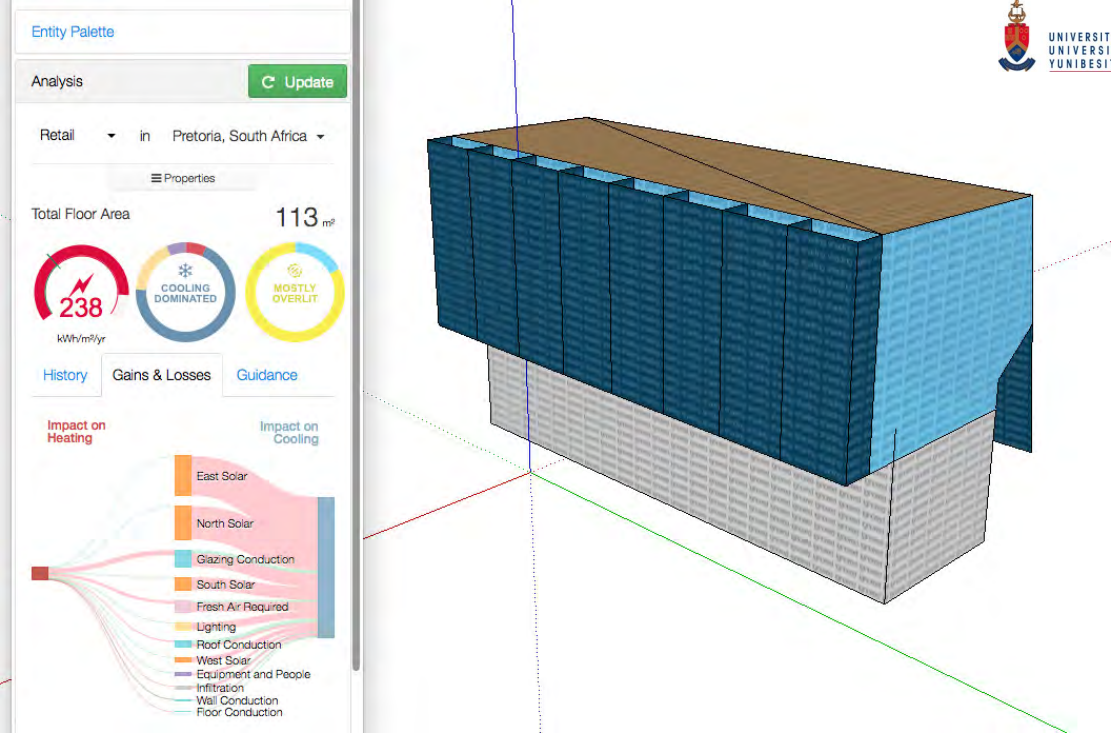 Entity Palette
Analysis
Update
Retail in Pretoria, South Africa
Properties
Total Floor Area 113 m²
238
kWh/m²/yr
COOLING
DOMINATED
MOSTLY
OVERLIT
History Gains & Losses Guidance
Impact on
Heating
Impact on
Cooling
East Solar
North Solar
Glazing Conduction
South Solar
Fresh Air Required
Lighting
Roof Conduction
West Solar
Equipment and People
Infiltration
Wall Conduction
Floor Conduction
UNIVERSIT
UNIVERSI
YUNIBESI